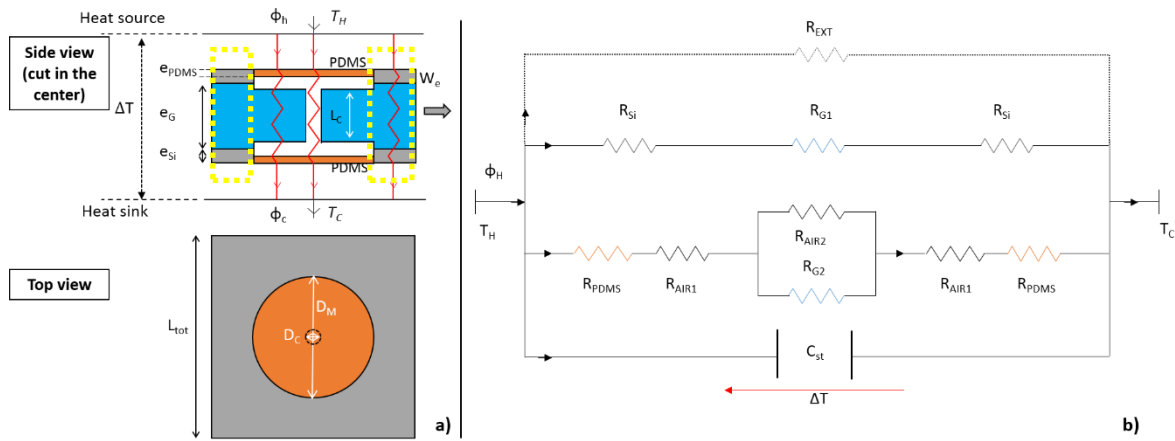 Heat source
ϕh
TH
Side view
(cut in the
center)
ePDMS
PDMS
We
ΔT
eG
LC
eSi
PDMS
Heat sink
ϕc
TC
Top view
Ltot
DM
DC
a)
REXT
RSi
RG1
RSi
ϕH
TH
TC
RAIR2
RG2
RPDMS
RAIR1
RAIR1
RPDMS
Cst
ΔT
b)